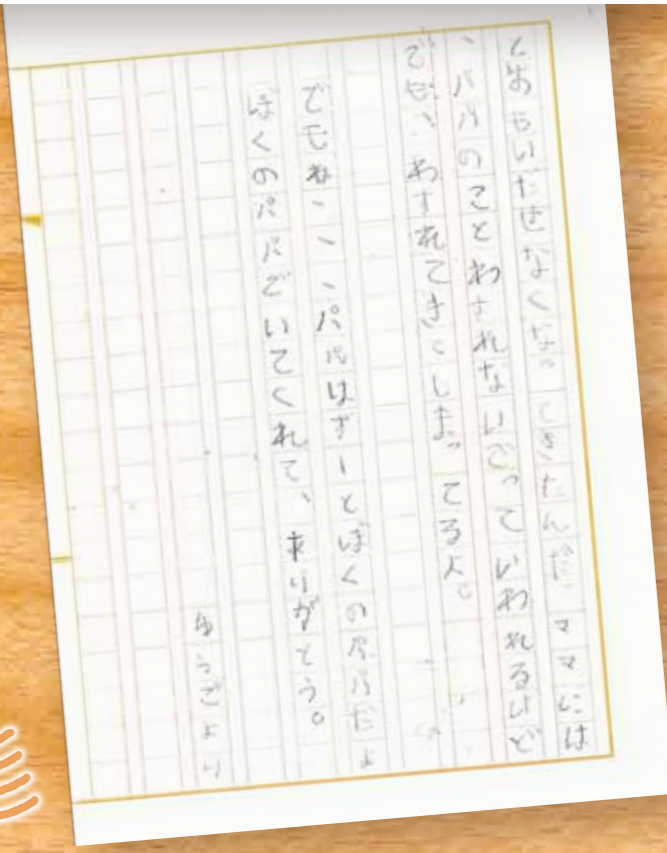 とおもいだせなくなってきたんだ ママには
、パパのことわすれないでっていわれるけど
でも、わすれてきてしまってるよ。
でもね、、、パパはずーとぼくのパパだよ
ぼくのパパでいてくれて、ありがとう。
ゆうごより